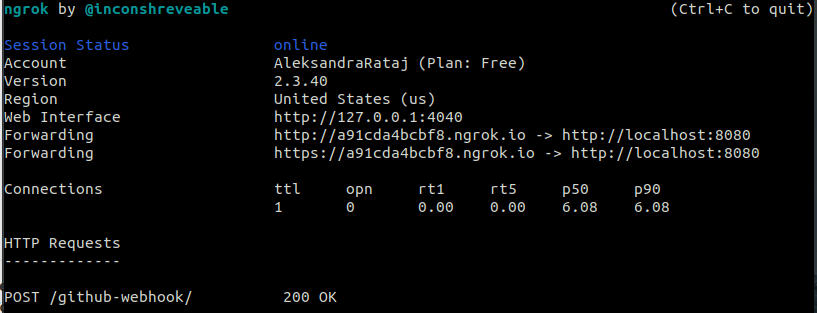 ngrok by @inconshreveable (Ctrl+C to quit)
Session Status online
Account AleksandraRataj (Plan: Free)
Version 2.3.40
Region United States (us)
Web Interface http://127.0.0.1:4040
Forwarding http://a91cda4bcbf8.ngrok.io -> http://localhost:8080
Forwarding https://a91cda4bcbf8.ngrok.io -> http://localhost:8080
Connections ttl opn rt1 rt5 p50 p90
1 0 0.00 0.00 6.08 6.08
HTTP Requests
-------------
POST /github-webhook/ 200 OK